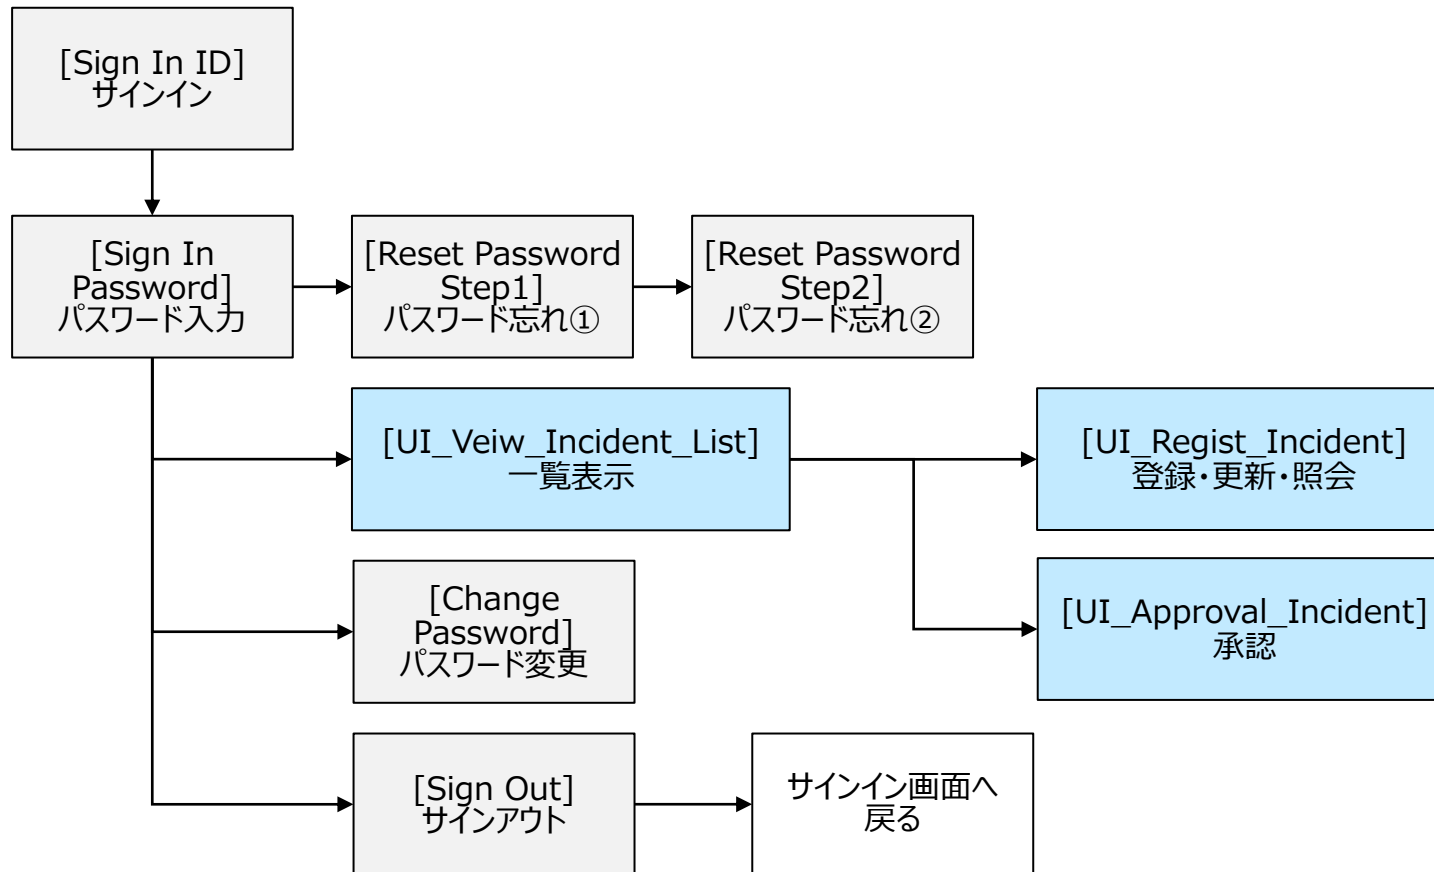 [Sign In ID]
サインイン
[Sign In
Password]
パスワード入力
[Reset Password
Step1]
パスワード忘れ①
[Reset Password
Step2]
パスワード忘れ②
[UI_Veiw_Incident_List]
一覧表示
[UI_Regist_Incident]
登録・更新・照会
[Change
Password]
パスワード変更
[UI_Approval_Incident]
承認
[Sign Out]
サインアウト
サインイン画面へ
戻る